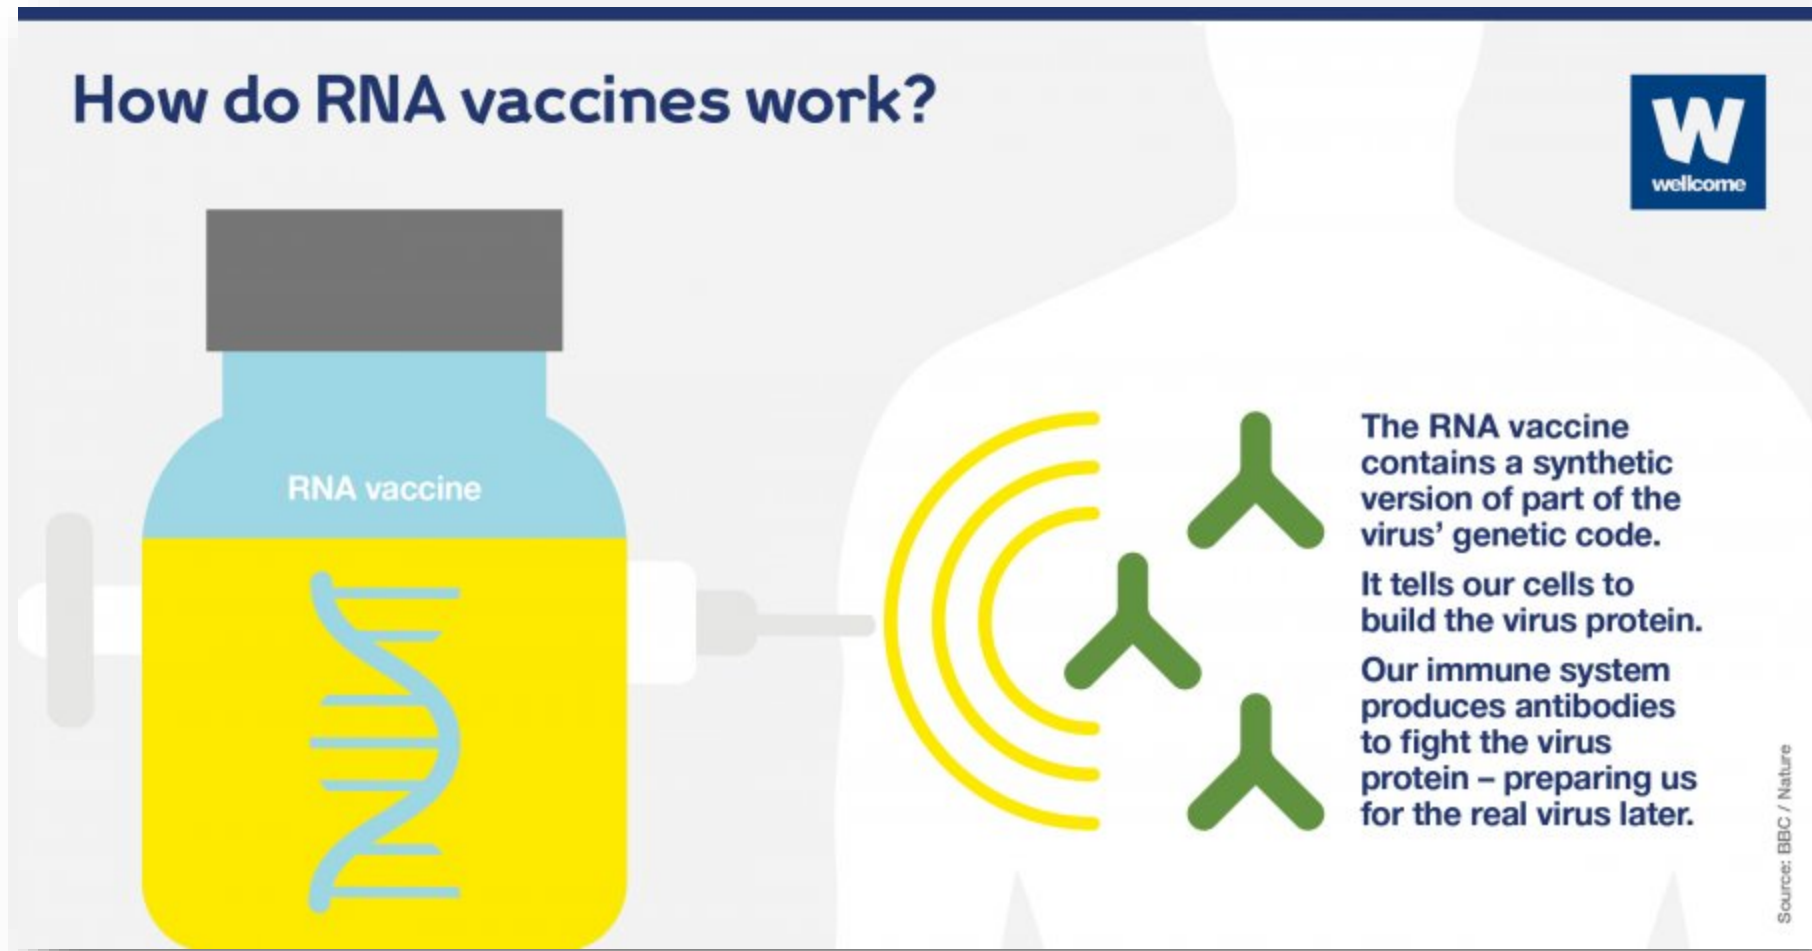 How do RNA vaccines work?
W
wellcome
RNA vaccine
The RNA vaccine
contains a synthetic
version of part of the
virus’ genetic code.
It tells our cells to
build the virus protein.
Our immune system
produces antibodies
to fight the virus
protein – preparing us
for the real virus later.
Source: BBC / Nature